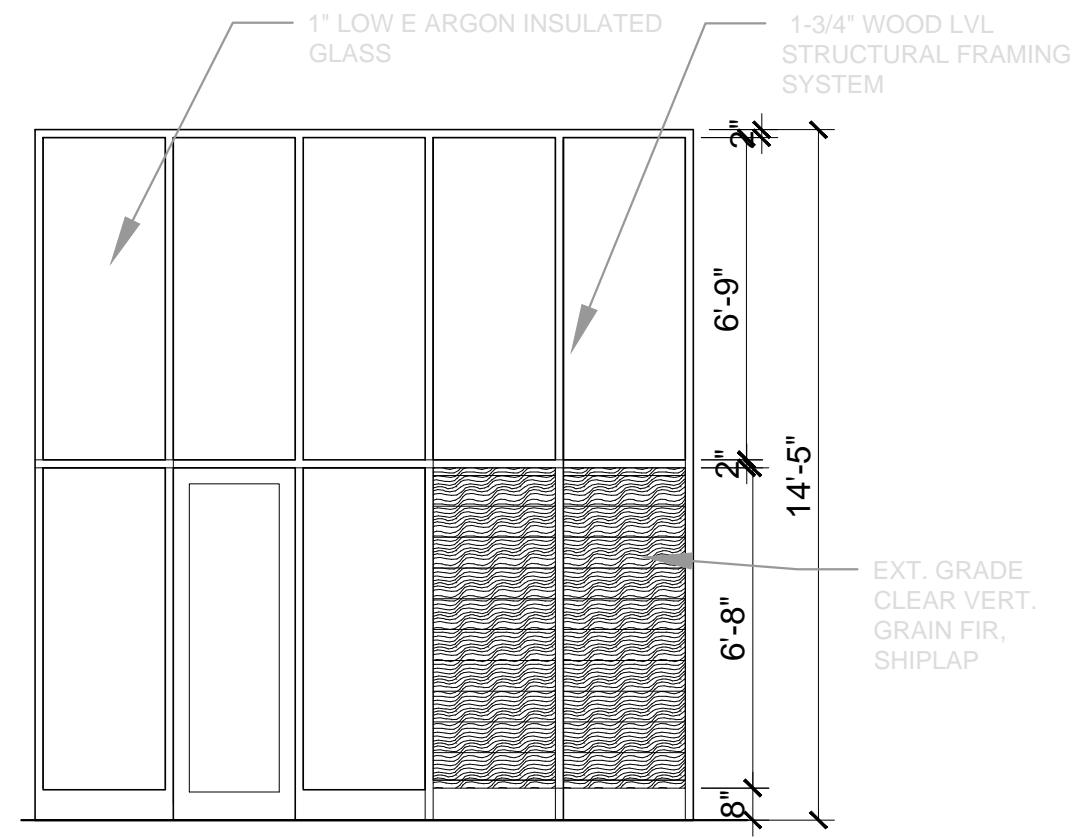 1" LOW E ARGON INSULATED
GLASS
1-3/4" WOOD LVL
STRUCTURAL FRAMING
SYSTEM
2"
6'-9"
2"
14'-5"
6'-8"
8"
EXT. GRADE
CLEAR VERT.
GRAIN FIR,
SHIPLAP